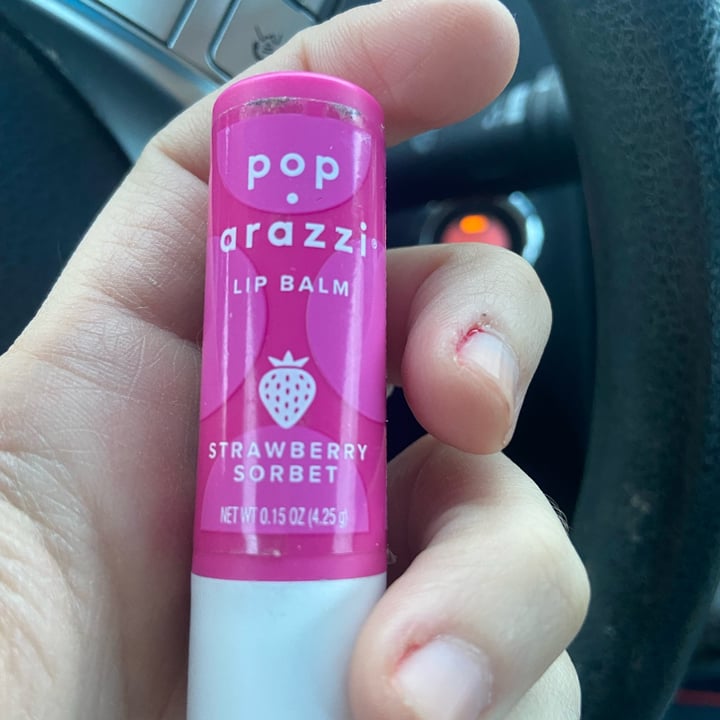 pop
arazzi®
LIP BALM
STRAWBERRY
SORBET
NET WT 0.15 OZ (4.25 g)